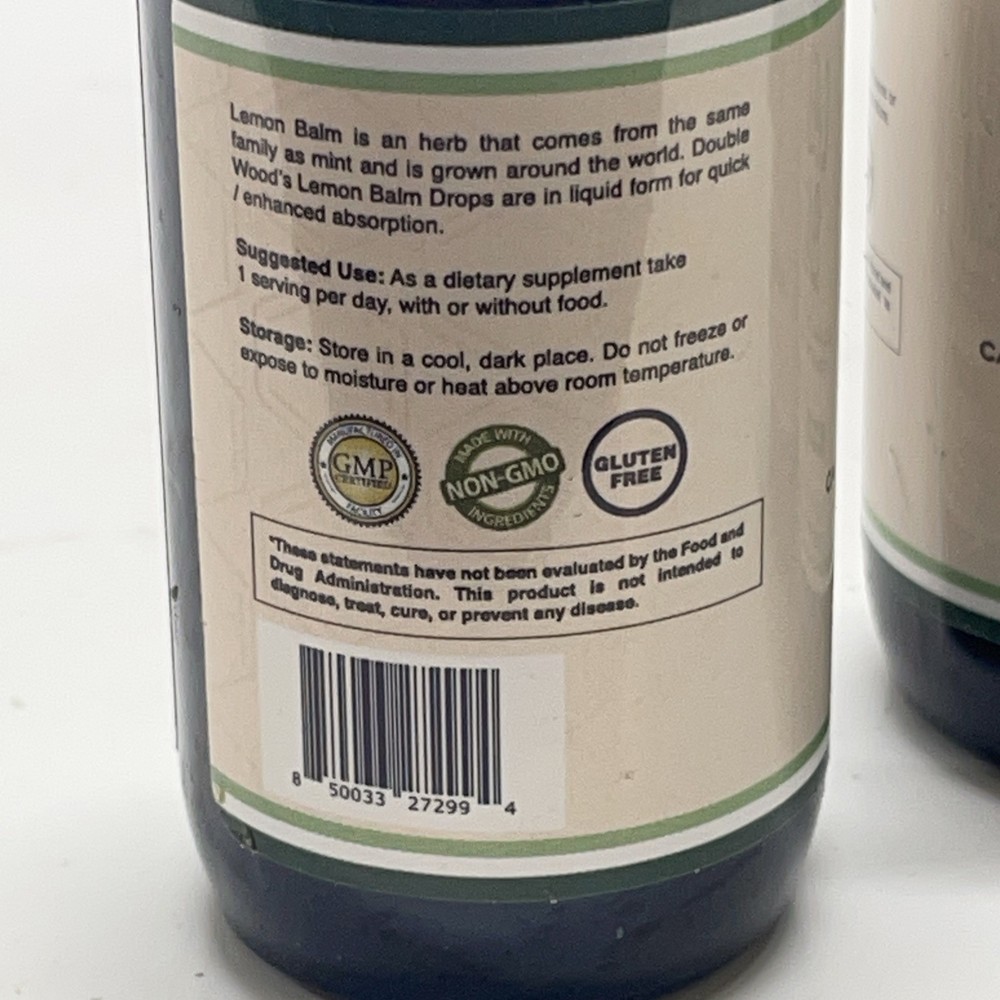 Lemon Balm is an herb that comes from the same
family as mint and is grown around the world. Double
Wood's Lemon Balm Drops are in liquid form for quick
/ enhanced absorption.
Suggested Use: As a dietary supplement take
1 serving per day, with or without food.
Storage: Store in a cool, dark place. Do not freeze or
expose to moisture or heat above room temperature.
MANUFACTURED IN
GMP
CERTIFIED
FACILITY
MADE WITH
NON-GMO
INGREDIENTS
GLUTEN
FREE
*These statements have not been evaluated by the Food and
Drug Administration. This product is not intended to
diagnose, treat, cure, or prevent any disease.
8 50033 27299 4